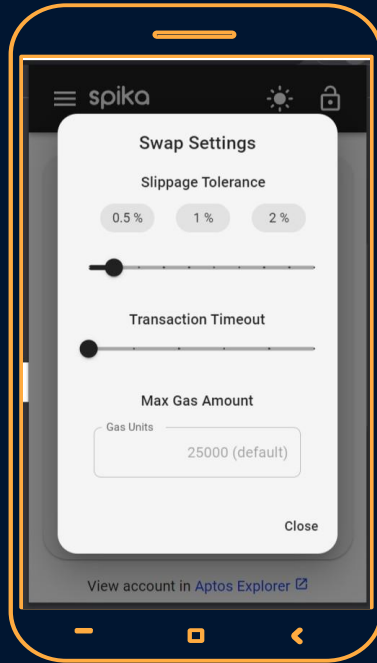 spika
Swap Settings
Slippage Tolerance
0.5 % 1 % 2 %
Transaction Timeout
Max Gas Amount
Gas Units
25000 (default)
Close
View account in Aptos Explorer